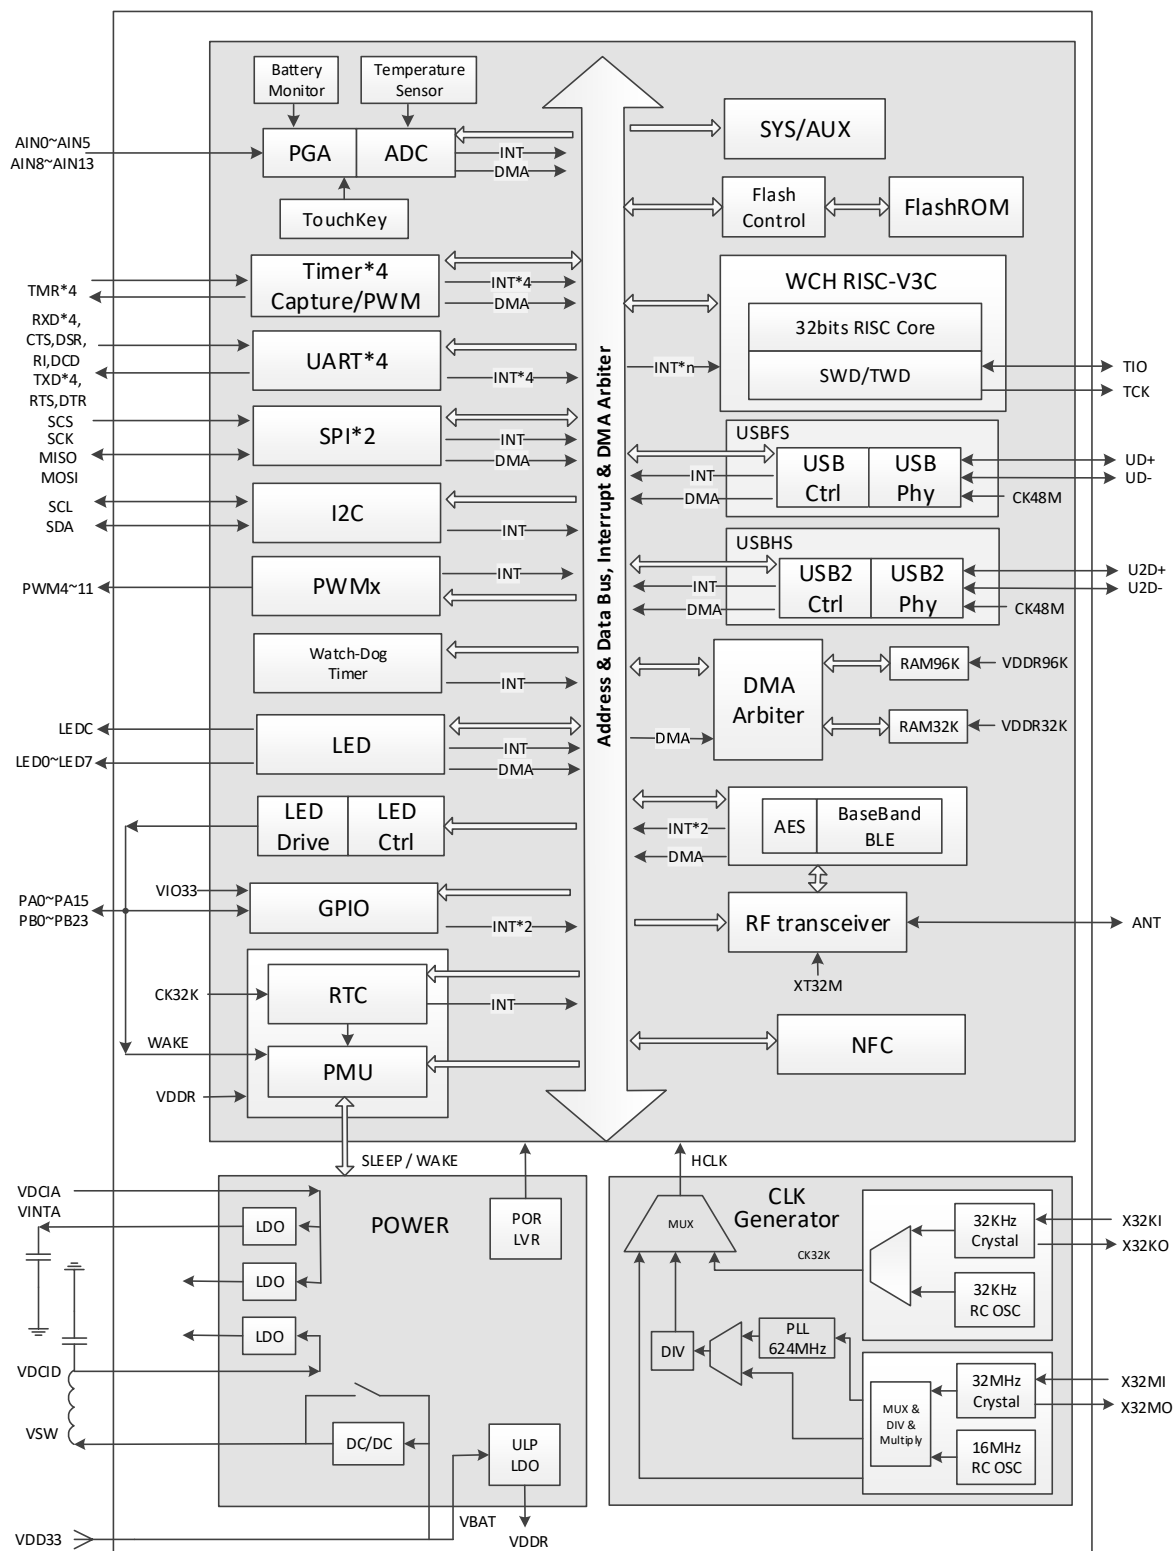 Battery
Monitor
Temperature
Sensor
AIN0~AIN5
AIN8~AIN13
PGA
ADC
INT
DMA
TouchKey
SYS/AUX
Flash
Control
FlashROM
TMR*4
Timer*4
Capture/PWM
INT*4
DMA
WCH RISC-V3C
32bits RISC Core
SWD/TWD
INT*n
TIO
TCK
RXD*4,
CTS,DSR,
RI,DCD
TXD*4,
RTS,DTR
UART*4
INT*4
SCS
SCK
MISO
MOSI
SPI*2
INT
DMA
Address & Data Bus, Interrupt & DMA Arbiter
USBFS
USB
Ctrl
USB
Phy
INT
DMA
UD+
UD-
CK48M
SCL
SDA
I2C
INT
USBHS
USB2
Ctrl
USB2
Phy
INT
DMA
U2D+
U2D-
CK48M
PWM4~11
PWMx
INT
Watch-Dog
Timer
INT
DMA
Arbiter
DMA
RAM96K
VDDR96K
RAM32K
VDDR32K
LEDC
LED0~LED7
LED
INT
DMA
LED
Drive
LED
Ctrl
AES
BaseBand
BLE
INT*2
DMA
PA0~PA15
PB0~PB23
VIO33
GPIO
INT*2
RF transceiver
ANT
XT32M
CK32K
RTC
INT
WAKE
PMU
VDDR
NFC
SLEEP / WAKE
HCLK
VDCIA
VINTA
LDO
LDO
LDO
POWER
POR
LVR
VDCID
VSW
DC/DC
ULP
LDO
VDD33
VBAT
VDDR
CLK
Generator
MUX
CK32K
32KHz
Crystal
32KHz
RC OSC
X32KI
X32KO
DIV
PLL
624MHz
MUX &
DIV &
Multiply
32MHz
Crystal
16MHz
RC OSC
X32MI
X32MO